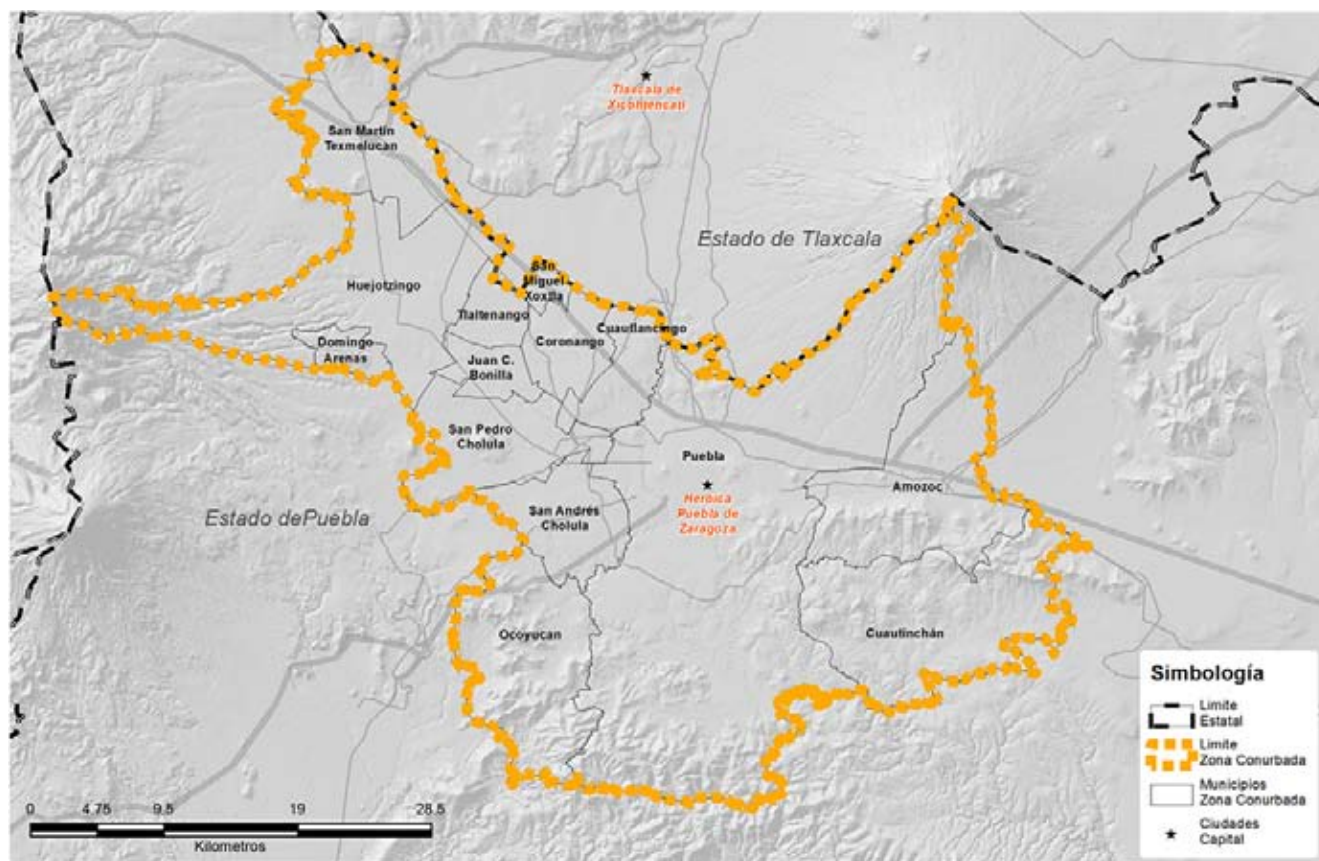 Tlaxcala de
Xicohtencatl
San Martín
Texmelucan
Estado de Tlaxcala
Huejotzingo
San
Miguel
Xoxtla
Tlaltenango
Cuautlancingo
Coronango
Domingo
Arenas
Juan C.
Bonilla
San Pedro
Cholula
Puebla
Amozoc
Heroica
Puebla de
Zaragoza
San Andrés
Cholula
Estado dePuebla
Ocoyucan
Cuautinchán
Simbología
Limite
Estatal
Limite
Zona Conurbada
Municipios
Zona Conurbada
Ciudades
Capital
0 4.75 9.5 19 28.5
Kilometros